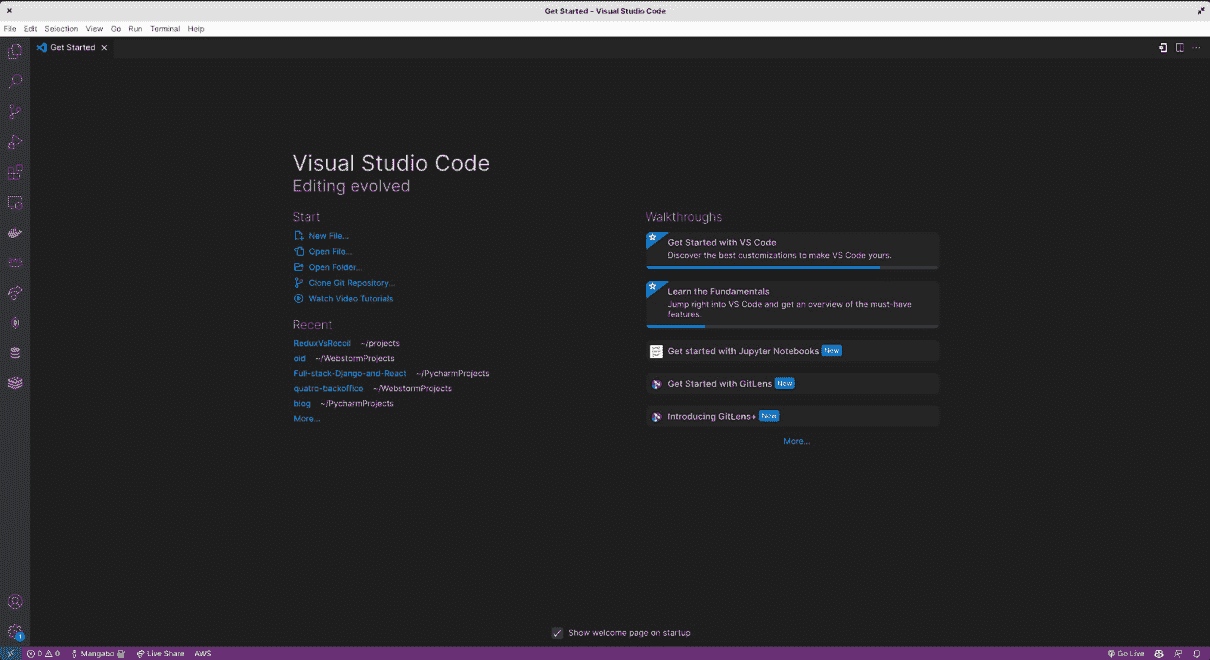 Get Started - Visual Studio Code
File Edit Selection View Go Run Terminal Help
Get Started
Visual Studio Code
Editing evolved
Start
New File...
Open File...
Open Folder...
Clone Git Repository...
Watch Video Tutorials
Recent
ReduxVsRecoil ~/projects
oid ~/WebstormProjects
Full-stack-Django-and-React ~/PycharmProjects
quatro-backoffice ~/WebstormProjects
blog ~/PycharmProjects
More...
Walkthroughs
Get Started with VS Code
Discover the best customizations to make VS Code yours.
Learn the Fundamentals
Jump right into VS Code and get an overview of the must-have
features.
Get started with Jupyter Notebooks New
Get Started with GitLens New
Introducing GitLens+ New
More...
Show welcome page on startup
1
0 0 Mangabo Live Share AWS
Go Live